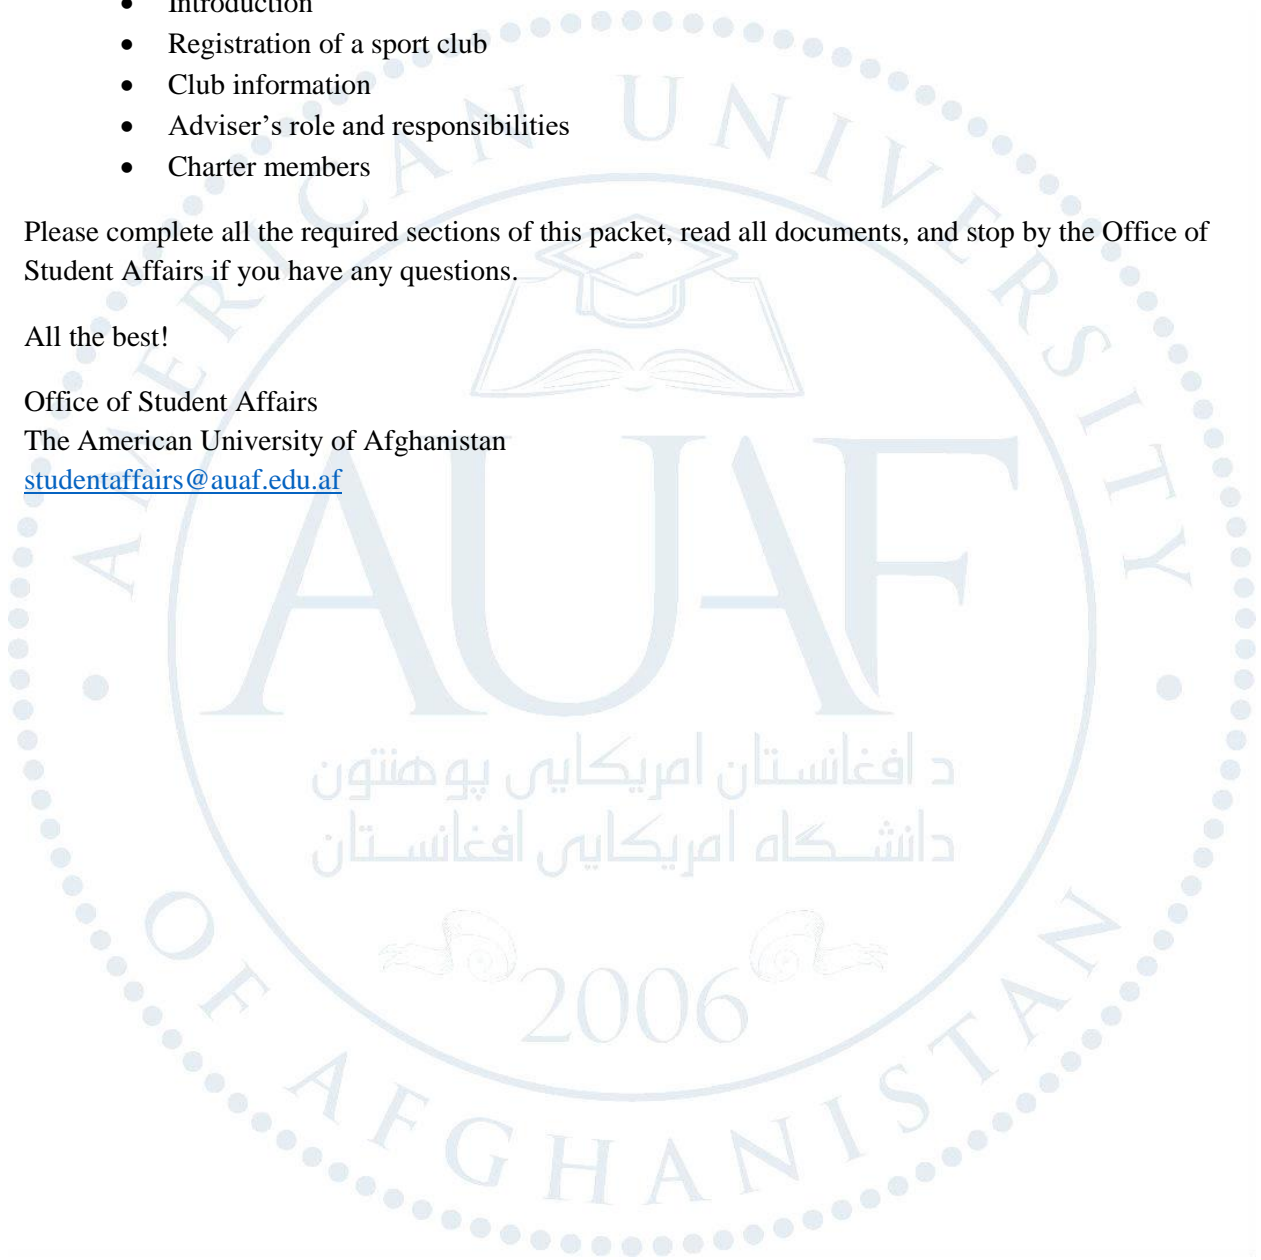 • Introduction
• Registration of a sport club
• Club information
• Adviser’s role and responsibilities
• Charter members
Please complete all the required sections of this packet, read all documents, and stop by the Office of
Student Affairs if you have any questions.
All the best!
Office of Student Affairs
The American University of Afghanistan
studentaffairs@auaf.edu.af
AMERICAN UNIVERSITY
AUAF
د افغانستان امریکایی پوهنتون
دانشگاه امریکایی افغانستان
2006
OF AFGHANISTAN